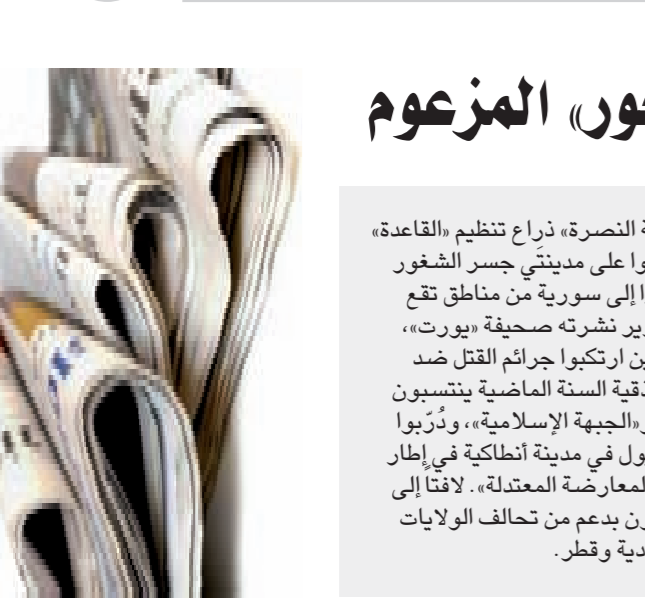 ور» المزعوم
ة النصرة» ذراع تنظيم «القاعدة»
وا على مدينتَي جسر الشغور
ا إلى سورية من مناطق تقع
ير نشرته صحيفة «يورت»،
ين ارتكبوا جرائم القتل ضد
ذقية السنة الماضية ينتسبون
و«الجبهة الإسلامية»، ودُرّبوا
ول في مدينة أنطاكية في إطار
لمعارضة المعتدلة». لافتاً إلى
ون بدعم من تحالف الولايات
دية وقطر.